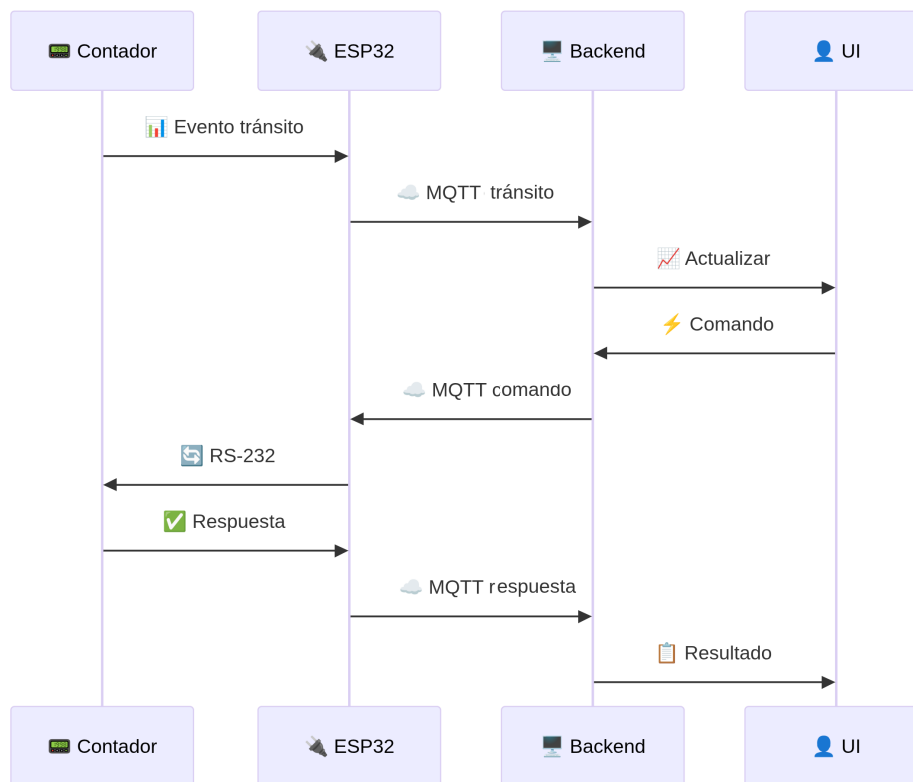 📟 Contador
🔌 ESP32
🖥️ Backend
👤 UI
📊 Evento tránsito
☁️ MQTT tránsito
📈 Actualizar
⚡ Comando
☁️ MQTT comando
🔄 RS-232
✅ Respuesta
☁️ MQTT respuesta
📋 Resultado
📟 Contador
🔌 ESP32
🖥️ Backend
👤 UI